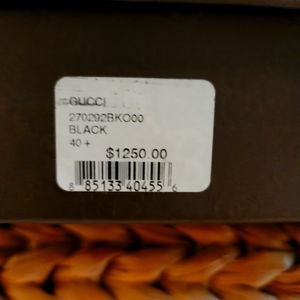 GUCCI
270292BKO00
BLACK
40 +
$1250.00
8 85133 40455 6